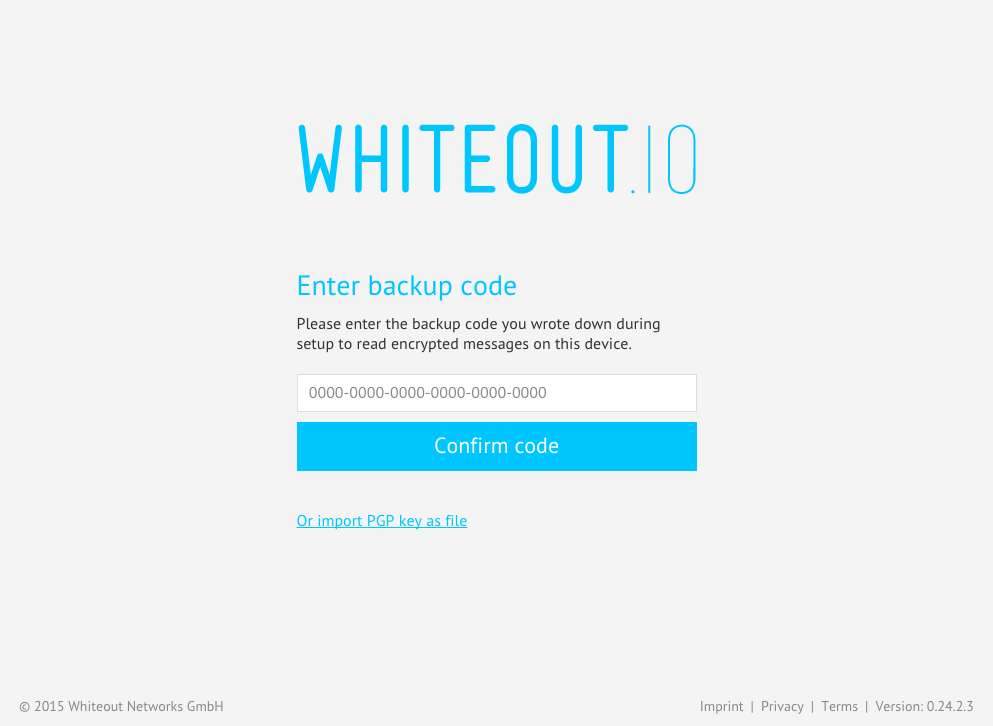 WHITEOUT.IO
Enter backup code
Please enter the backup code you wrote down during
setup to read encrypted messages on this device.
0000-0000-0000-0000-0000-0000
Confirm code
Or import PGP key as file
© 2015 Whiteout Networks GmbH
Imprint | Privacy | Terms | Version: 0.24.2.3